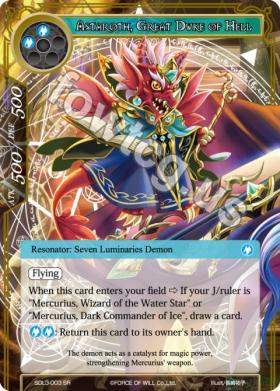 Astaroth, Great Duke of Hell
ATK 500 / DEF 500
fowtcg.us
Resonator: Seven Luminaries Demon
Flying
When this card enters your field ⇨ If your J/ruler is
"Mercurius, Wizard of the Water Star" or
"Mercurius, Dark Commander of Ice", draw a card.
: Return this card to its owner's hand.
The demon acts as a catalyst for magic power,
strengthening Mercurius' weapon.
SDL3-003 SR
©FORCE OF WILL Co.,Ltd.